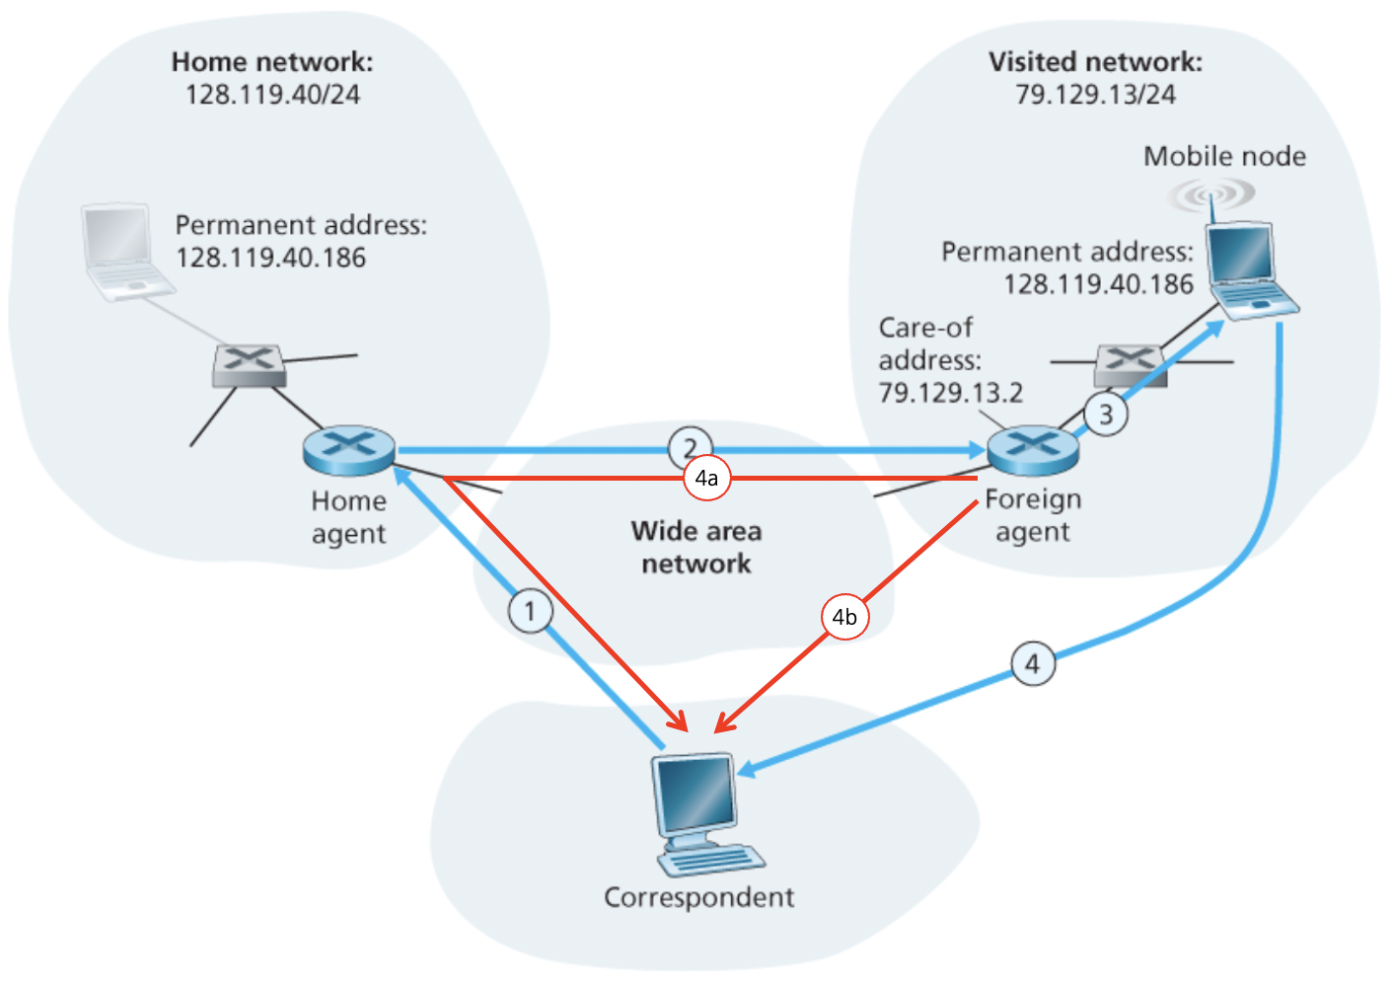 Home network:
128.119.40/24
Visited network:
79.129.13/24
Mobile node
Permanent address:
128.119.40.186
Permanent address:
128.119.40.186
Care-of
address:
79.129.13.2
3
2
4a
Home
agent
Foreign
agent
Wide area
network
1
4b
4
Correspondent